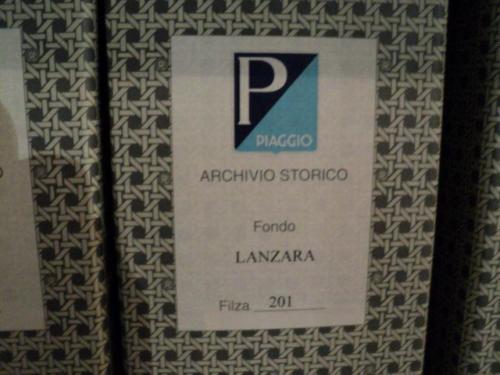 P
PIAGGIO
ARCHIVIO STORICO
Fondo
LANZARA
Filza 201